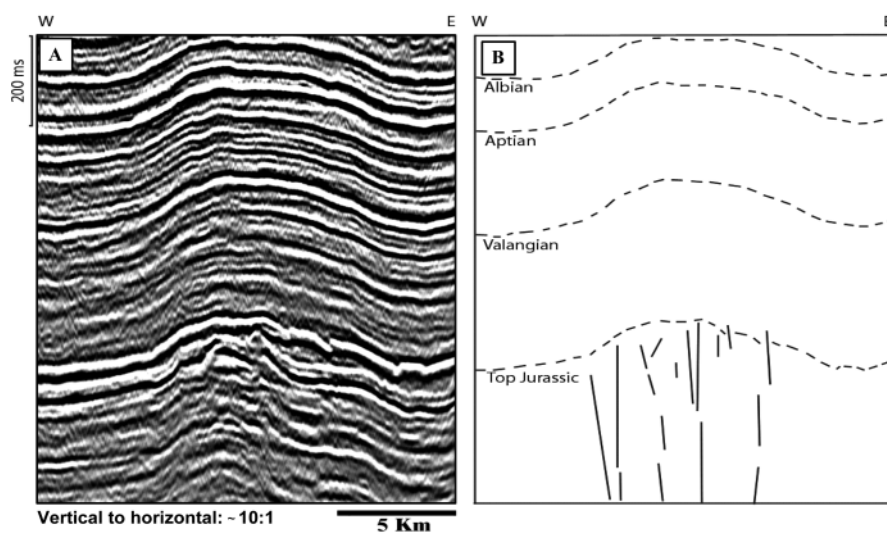 W E W E
A
B
200 ms
Albian
Aptian
Valangian
Top Jurassic
Vertical to horizontal: ~ 10:1
5 Km